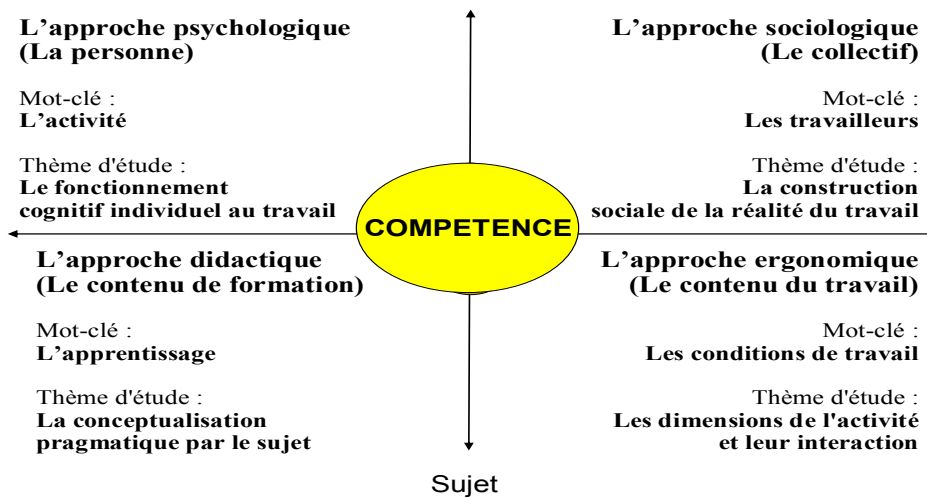 L'approche psychologique
(La personne)
Mot-clé :
L'activité
Thème d'étude :
Le fonctionnement
cognitif individuel au travail
L'approche sociologique
(Le collectif)
Mot-clé :
Les travailleurs
Thème d'étude :
La construction
sociale de la réalité du travail
COMPETENCE
L'approche didactique
(Le contenu de formation)
Mot-clé :
L'apprentissage
Thème d'étude :
La conceptualisation
pragmatique par le sujet
L'approche ergonomique
(Le contenu du travail)
Mot-clé :
Les conditions de travail
Thème d'étude :
Les dimensions de l'activité
et leur interaction
Sujet